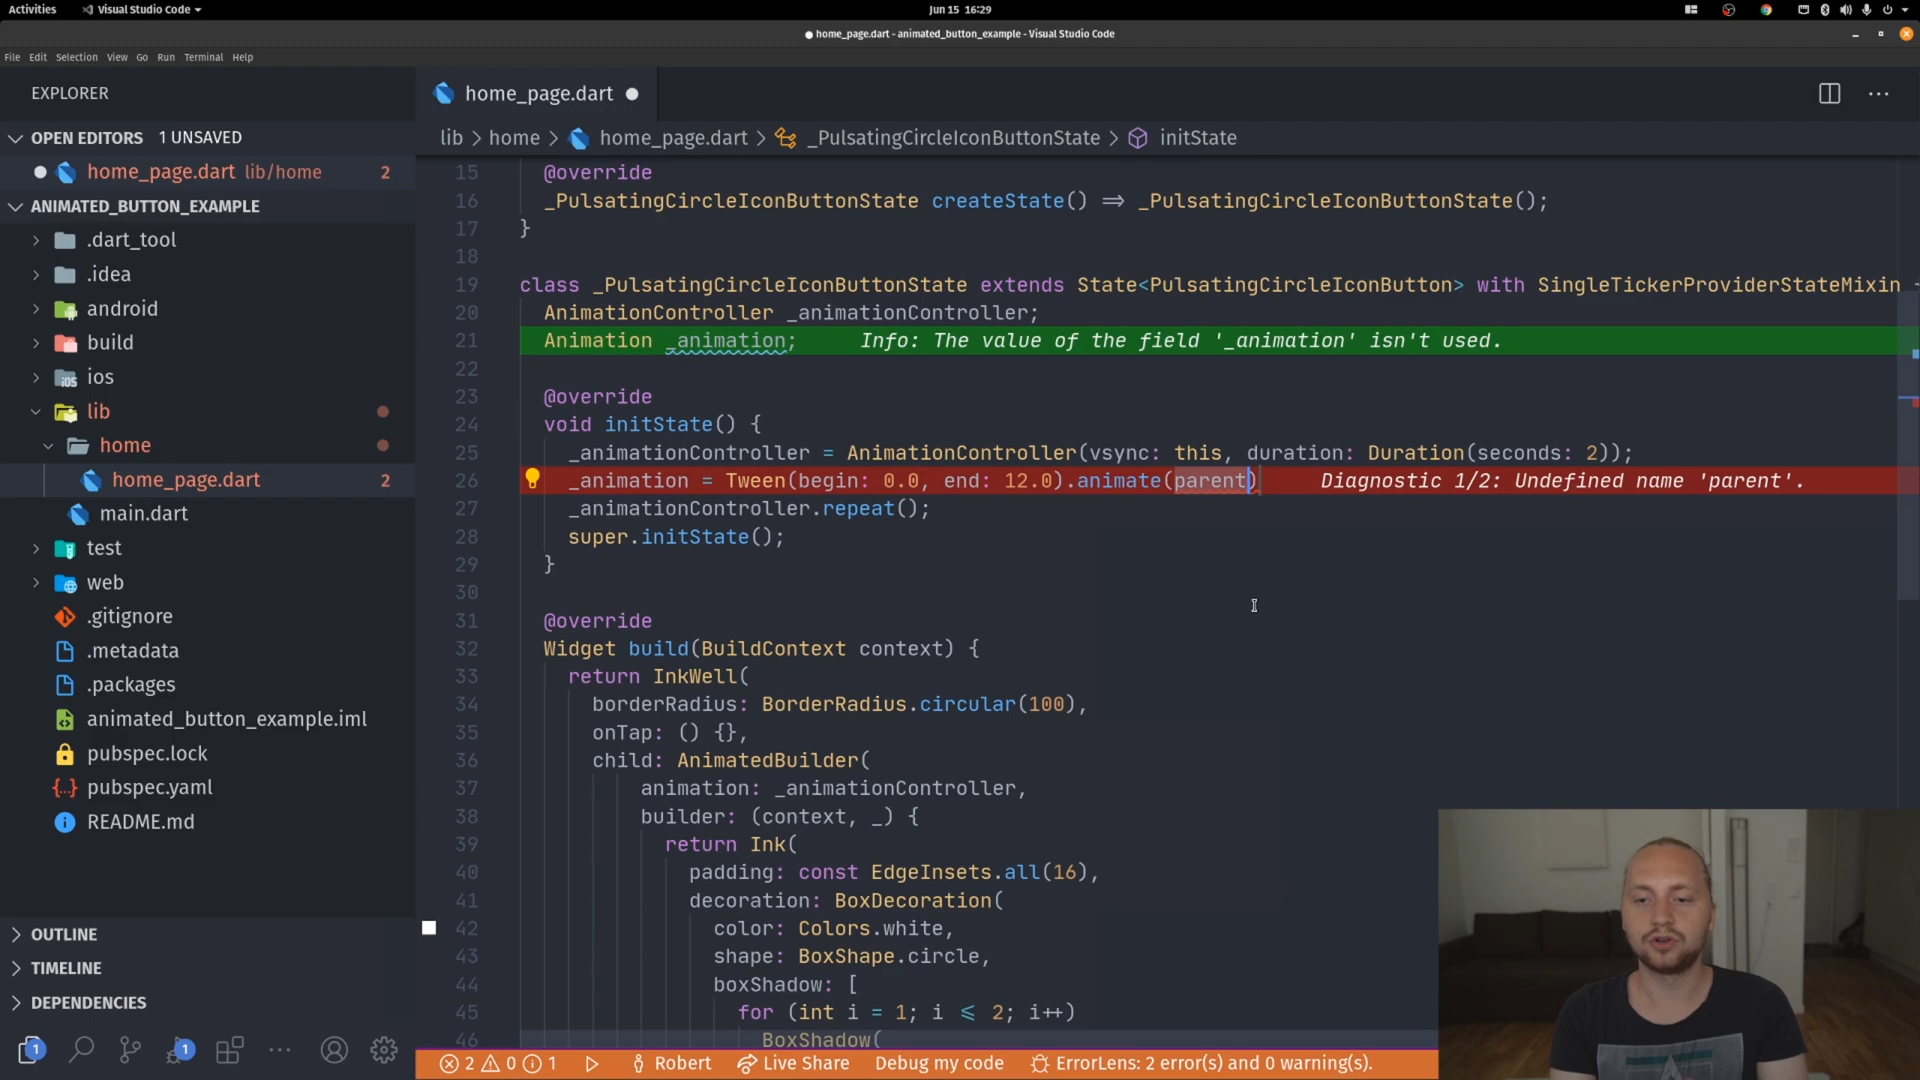 Activities
Visual Studio Code
Jun 15 16:29
home_page.dart - animated_button_example - Visual Studio Code
File Edit Selection View Go Run Terminal Help
EXPLORER
OPEN EDITORS 1 UNSAVED
home_page.dart lib/home 2
ANIMATED_BUTTON_EXAMPLE
.dart_tool
.idea
android
build
ios
lib
home
home_page.dart 2
main.dart
test
web
.gitignore
.metadata
.packages
animated_button_example.iml
pubspec.lock
pubspec.yaml
README.md
OUTLINE
TIMELINE
DEPENDENCIES
1
1
home_page.dart
lib > home > home_page.dart > _PulsatingCircleIconButtonState > initState
15 @override
16 _PulsatingCircleIconButtonState createState() => _PulsatingCircleIconButtonState();
17 }
18
19 class _PulsatingCircleIconButtonState extends State<PulsatingCircleIconButton> with SingleTickerProviderStateMixin
20 AnimationController _animationController;
21 Animation _animation; Info: The value of the field '_animation' isn't used.
22
23 @override
24 void initState() {
25 _animationController = AnimationController(vsync: this, duration: Duration(seconds: 2));
26 _animation = Tween(begin: 0.0, end: 12.0).animate(parent) Diagnostic 1/2: Undefined name 'parent'.
27 _animationController.repeat();
28 super.initState();
29 }
30
31 @override
32 Widget build(BuildContext context) {
33 return InkWell(
34 borderRadius: BorderRadius.circular(100),
35 onTap: () {},
36 child: AnimatedBuilder(
37 animation: _animationController,
38 builder: (context, _) {
39 return Ink(
40 padding: const EdgeInsets.all(16),
41 decoration: BoxDecoration(
42 color: Colors.white,
43 shape: BoxShape.circle,
44 boxShadow: [
45 for (int i = 1; i <= 2; i++)
46 BoxShadow(
2 0 1 Robert Live Share Debug my code ErrorLens: 2 error(s) and 0 warning(s).